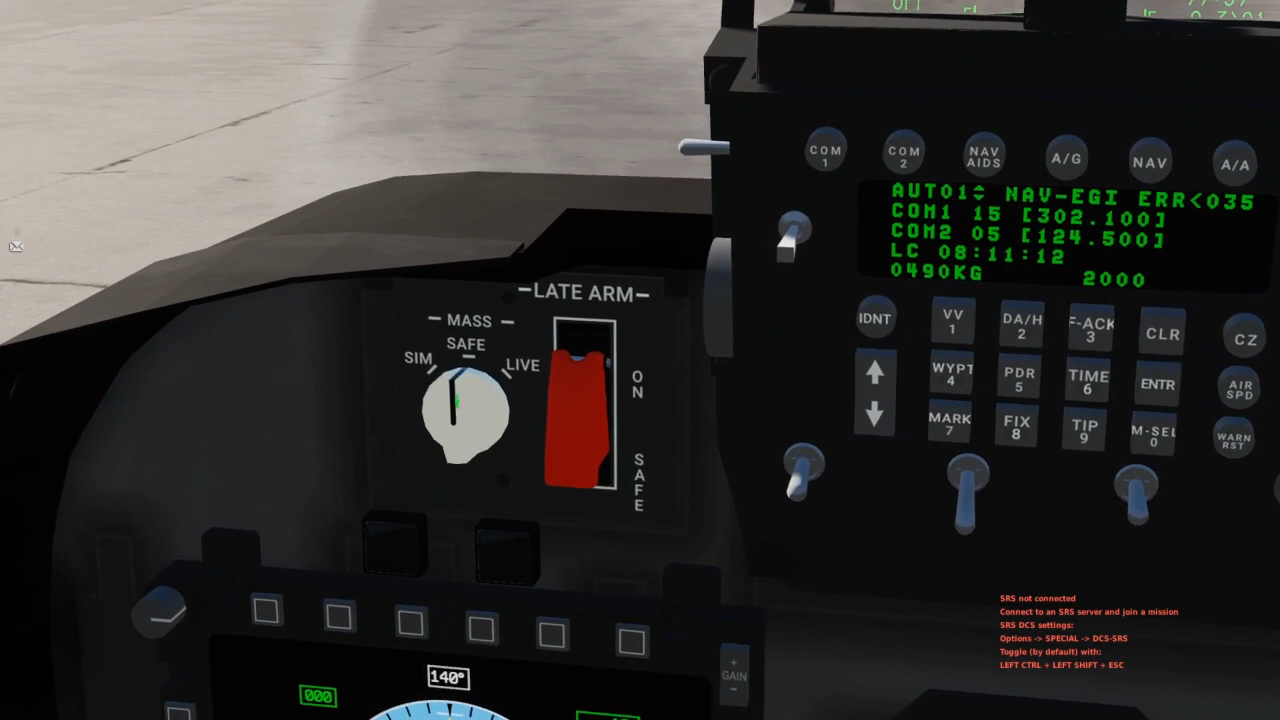 COM
1
COM
2
NAV
AIDS
A/G
NAV
A/A
AUTO1 NAV-EGI ERR<035
COM1 15 [302.100]
COM2 05 [124.500]
LC 08:11:12
0490KG 2000
LATE ARM
MASS
SAFE
SIM
LIVE
ON
SAFE
IDNT
VV
1
DA/H
2
F-ACK
3
CLR
CZ
WYPT
4
PDR
5
TIME
6
ENTR
AIR
SPD
MARK
7
FIX
8
TIP
9
M-SEL
0
WARN
RST
SRS not connected
Connect to an SRS server and join a mission
SRS DCS settings:
Options -> SPECIAL -> DCS-SRS
Toggle (by default) with:
LEFT CTRL + LEFT SHIFT + ESC
+
GAIN
-
140°
000